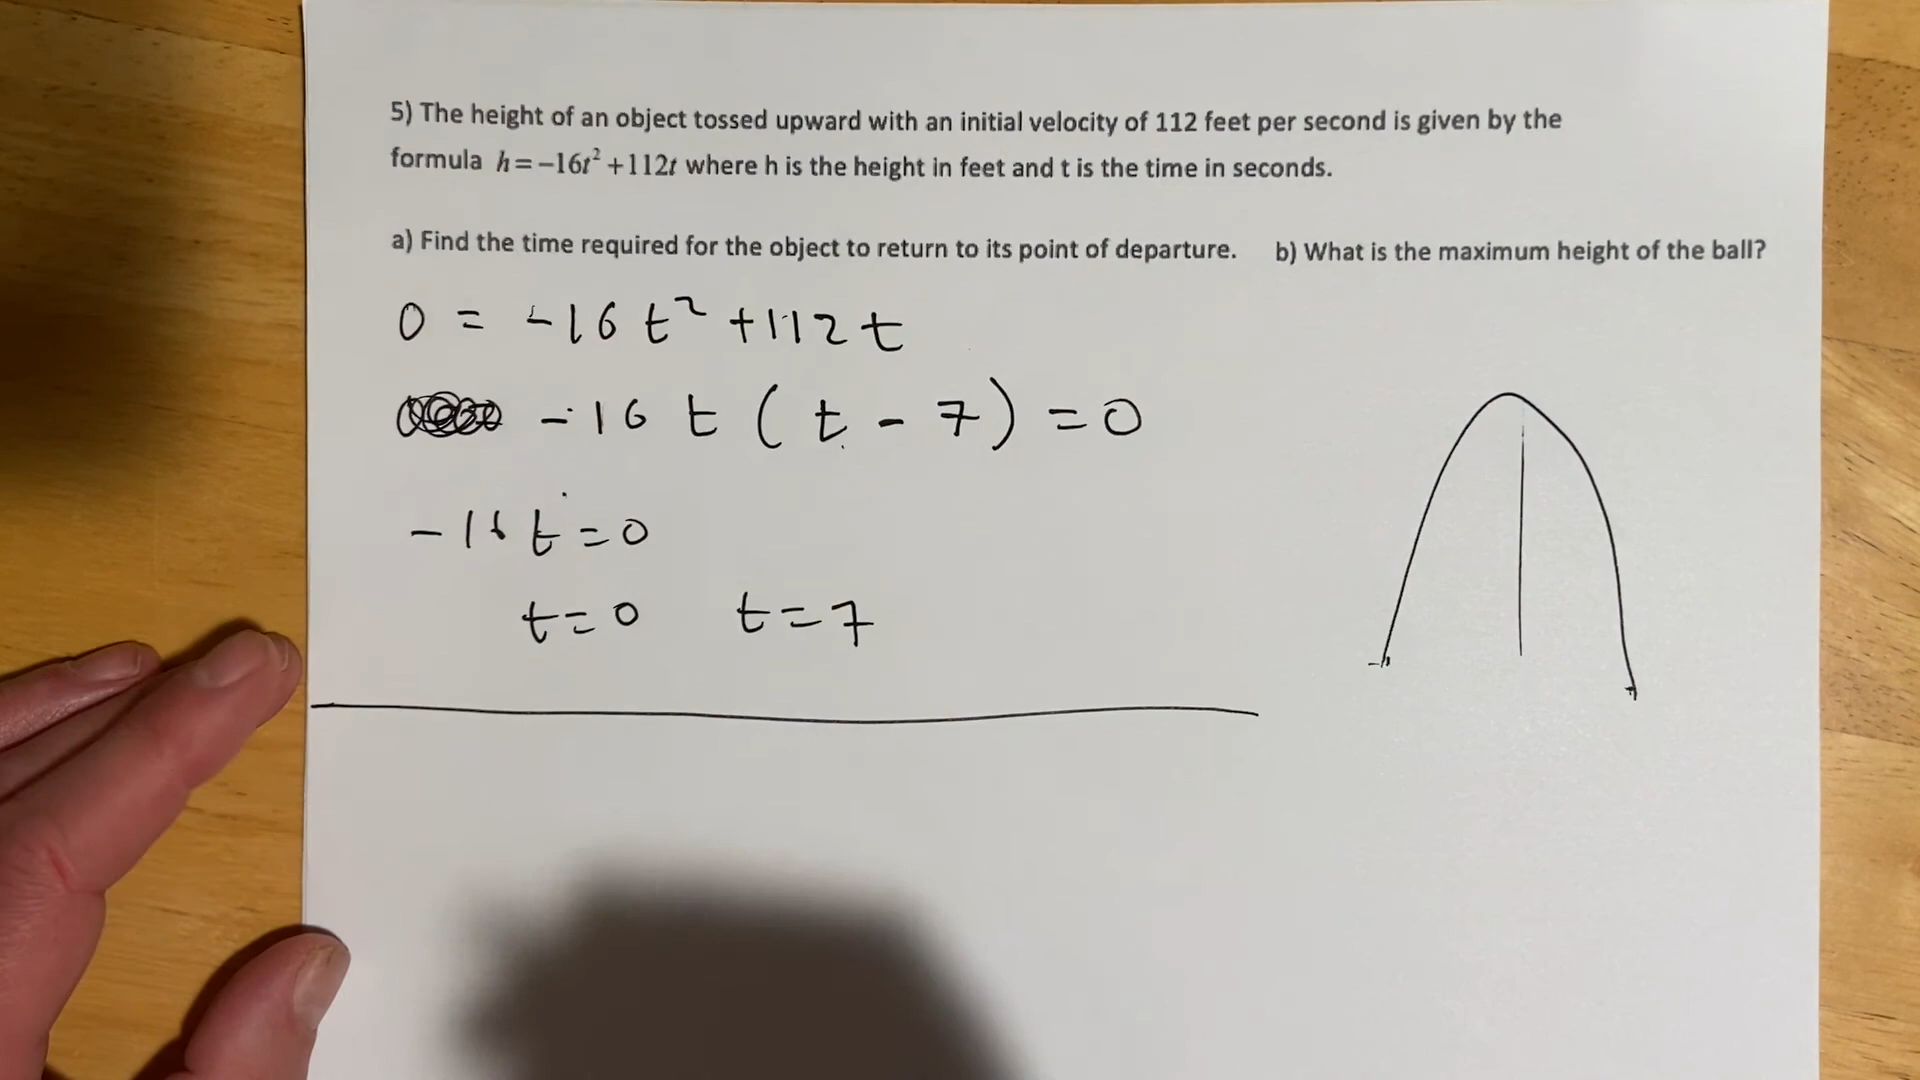 5) The height of an object tossed upward with an initial velocity of 112 feet per second is given by the
formula h=−16t²+112t where h is the height in feet and t is the time in seconds.
a) Find the time required for the object to return to its point of departure.
b) What is the maximum height of the ball?
0 = -16t² +112t
-16t(t-7)=0
-16t=0
t=0 t=7